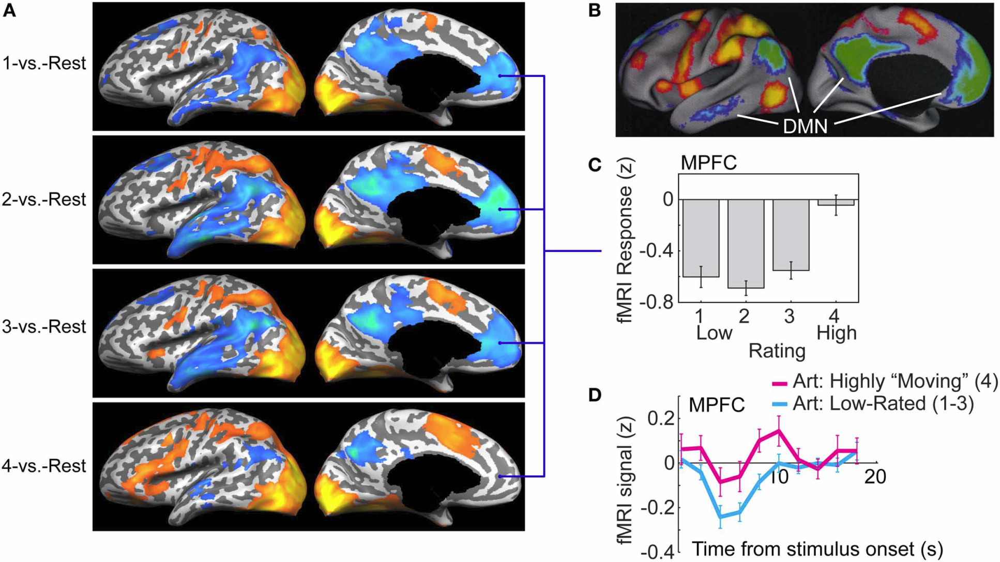 A
1-vs.-Rest
2-vs.-Rest
3-vs.-Rest
4-vs.-Rest
B
DMN
C
MPFC
fMRI Response (z)
0
-0.4
-0.8
1 2 3 4
Low High
Rating
Art: Highly “Moving” (4)
Art: Low-Rated (1-3)
D
MPFC
fMRI signal (z)
0.2
0
-0.2
-0.4
10 20
Time from stimulus onset (s)